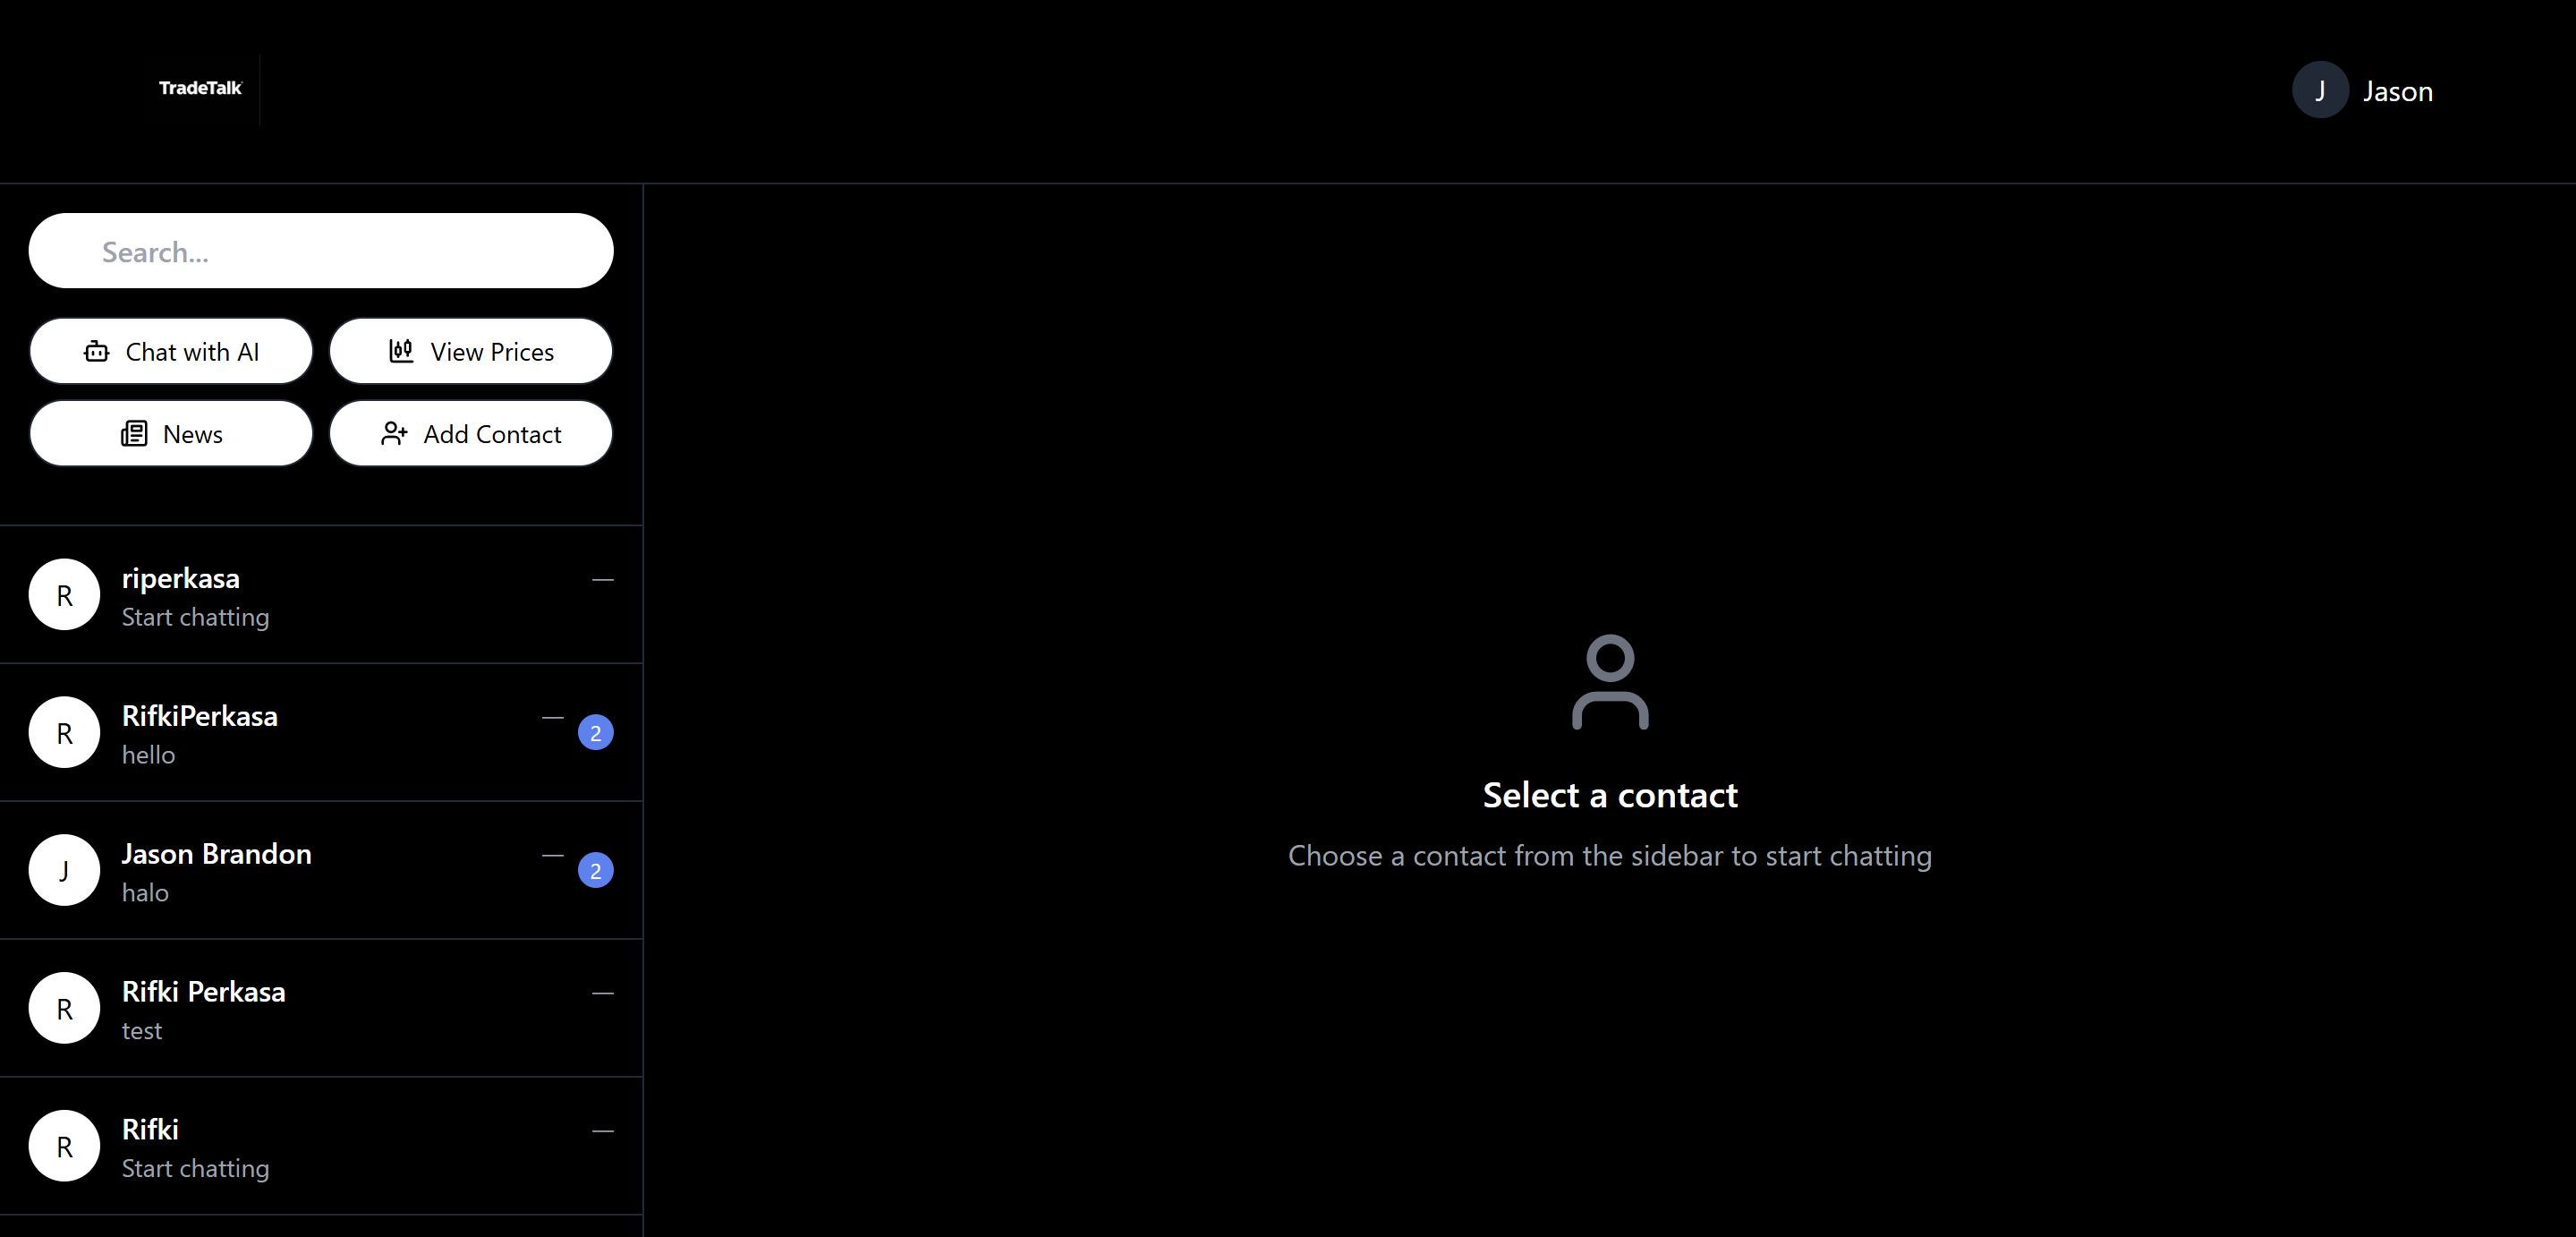 TradeTalk
J Jason
Search...
Chat with AI
View Prices
News
Add Contact
R
riperkasa
—
Start chatting
R
RifkiPerkasa
—
2
hello
J
Jason Brandon
—
2
halo
R
Rifki Perkasa
—
test
R
Rifki
—
Start chatting
Select a contact
Choose a contact from the sidebar to start chatting